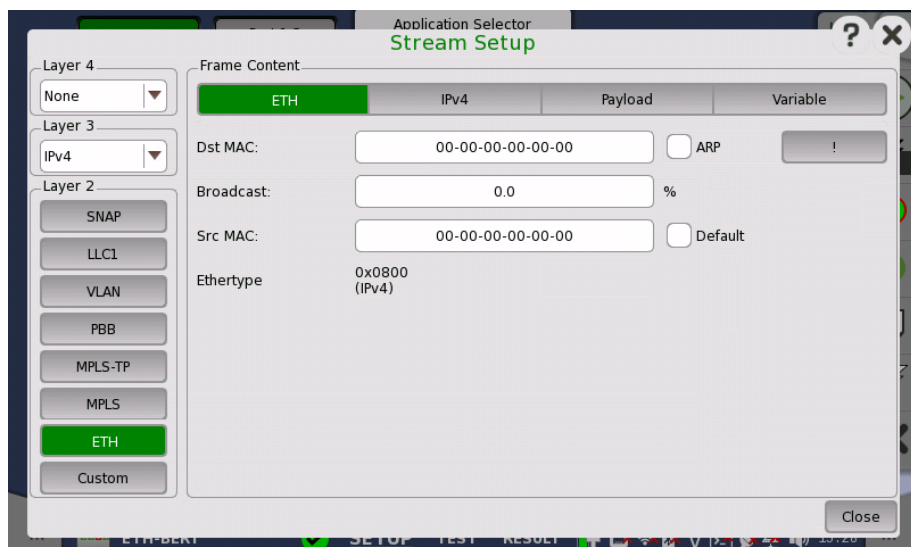 Application Selector
Stream Setup
?
Layer 4
None
Layer 3
IPv4
Layer 2
SNAP
LLC1
VLAN
PBB
MPLS-TP
MPLS
ETH
Custom
Frame Content
ETH IPv4 Payload Variable
Dst MAC: 00-00-00-00-00-00 ARP !
Broadcast: 0.0 %
Src MAC: 00-00-00-00-00-00 Default
Ethertype 0x0800
(IPv4)
Close
ETH-BERT SETUP TEST RESULT